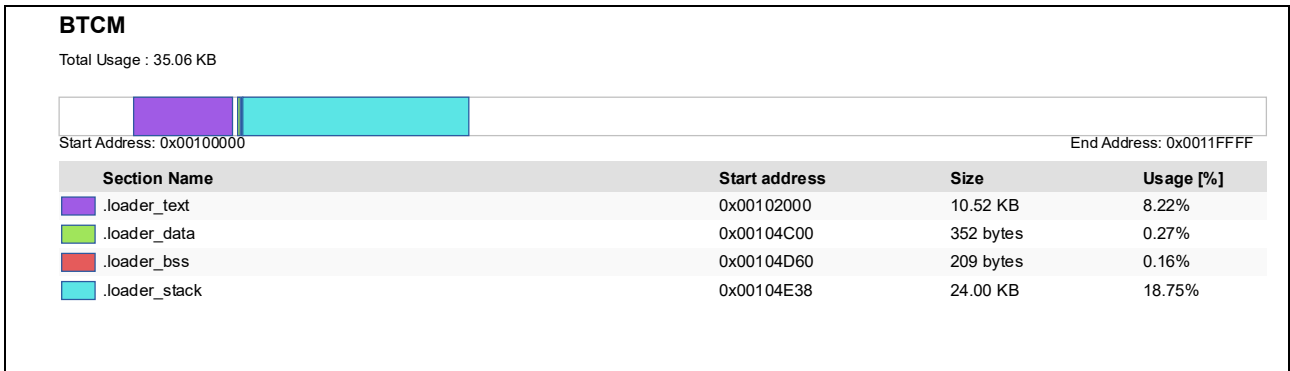 BTCM
Total Usage : 35.06 KB
Start Address: 0x00100000 End Address: 0x0011FFFF
Section Name Start address Size Usage [%]
.loader_text 0x00102000 10.52 KB 8.22%
.loader_data 0x00104C00 352 bytes 0.27%
.loader_bss 0x00104D60 209 bytes 0.16%
.loader_stack 0x00104E38 24.00 KB 18.75%